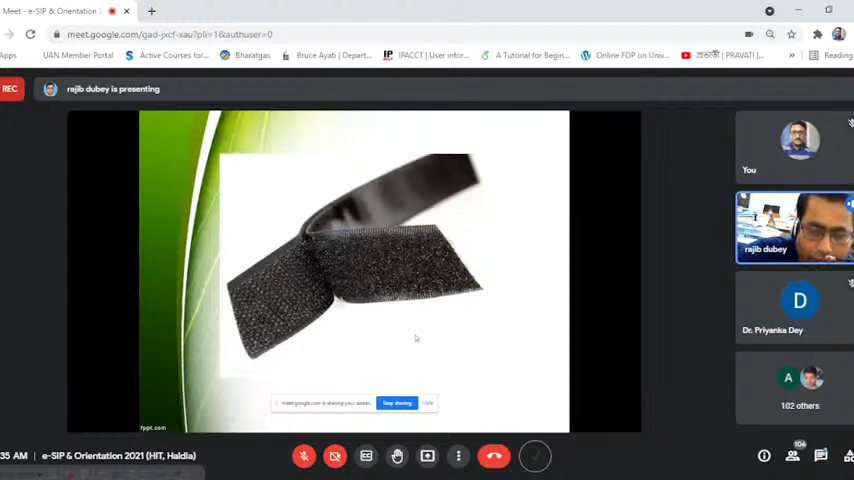 Meet - e-SIP & Orientation
meet.google.com/gad-jxcf-xau?pli=1&authuser=0
Apps
UAN Member Portal
Active Courses for...
Bharatgas
Bruce Ayati | Depart...
IPACCT | User infor...
A Tutorial for Begin...
Online FDP on Univ...
| PRAVATI |...
»
Reading
REC
rajib dubey is presenting
You
rajib dubey
D
Dr. Priyanka Dey
A
102 others
meet.google.com is sharing your screen.
Stop sharing
Hide
fppt.com
35 AM
e-SIP & Orientation 2021 (HIT, Haldia)
104